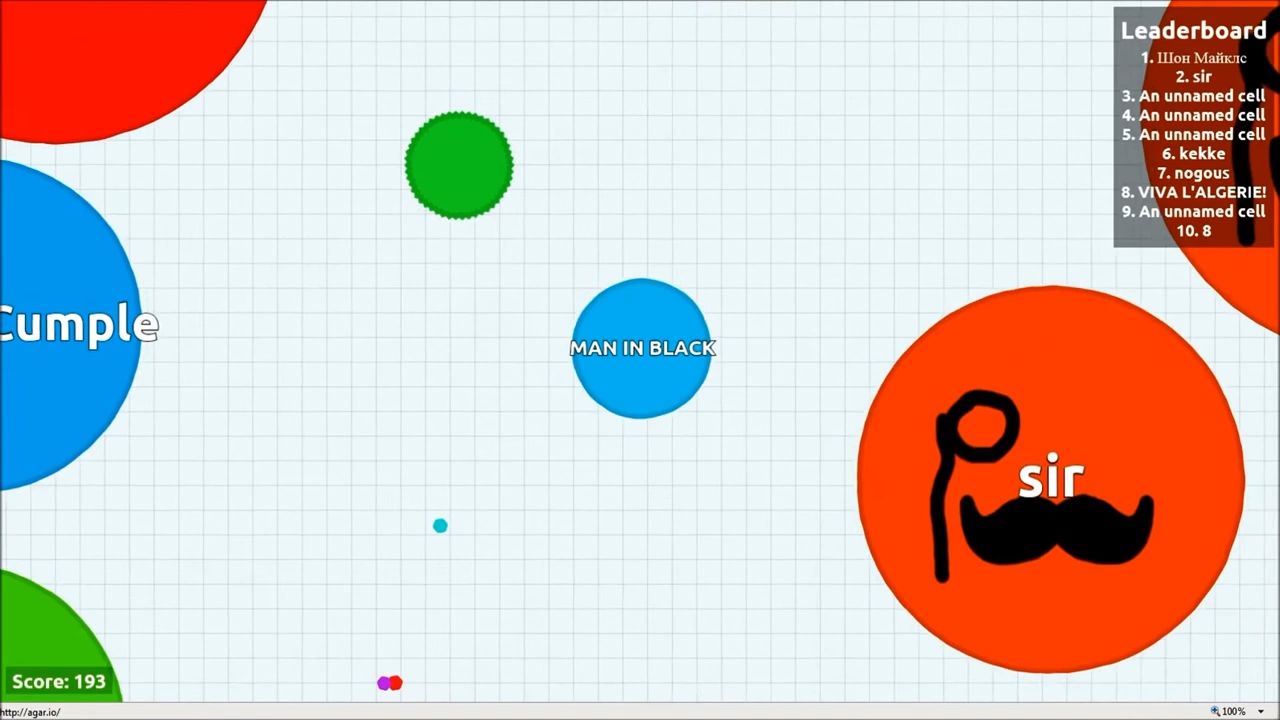 Leaderboard
1. Шон Майклс
2. sir
3. An unnamed cell
4. An unnamed cell
5. An unnamed cell
6. kekke
7. nogous
8. VIVA L'ALGERIE!
9. An unnamed cell
10. 8
Cumple
MAN IN BLACK
sir
Score: 193
http://agar.io/
100%